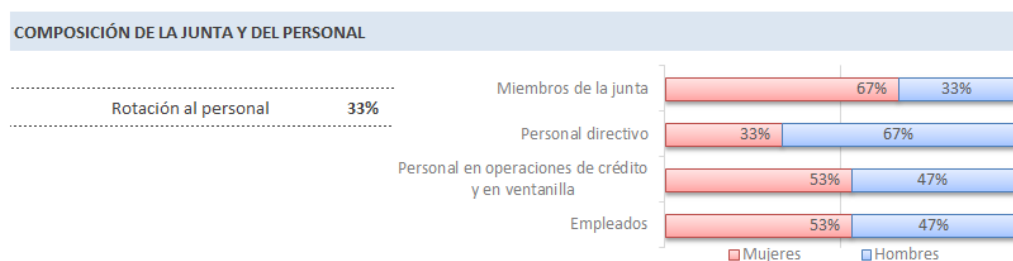 COMPOSICIÓN DE LA JUNTA Y DEL PERSONAL
Rotación al personal 33%
Miembros de la junta 67% 33%
Personal directivo 33% 67%
Personal en operaciones de crédito
y en ventanilla 53% 47%
Empleados 53% 47%
Mujeres Hombres